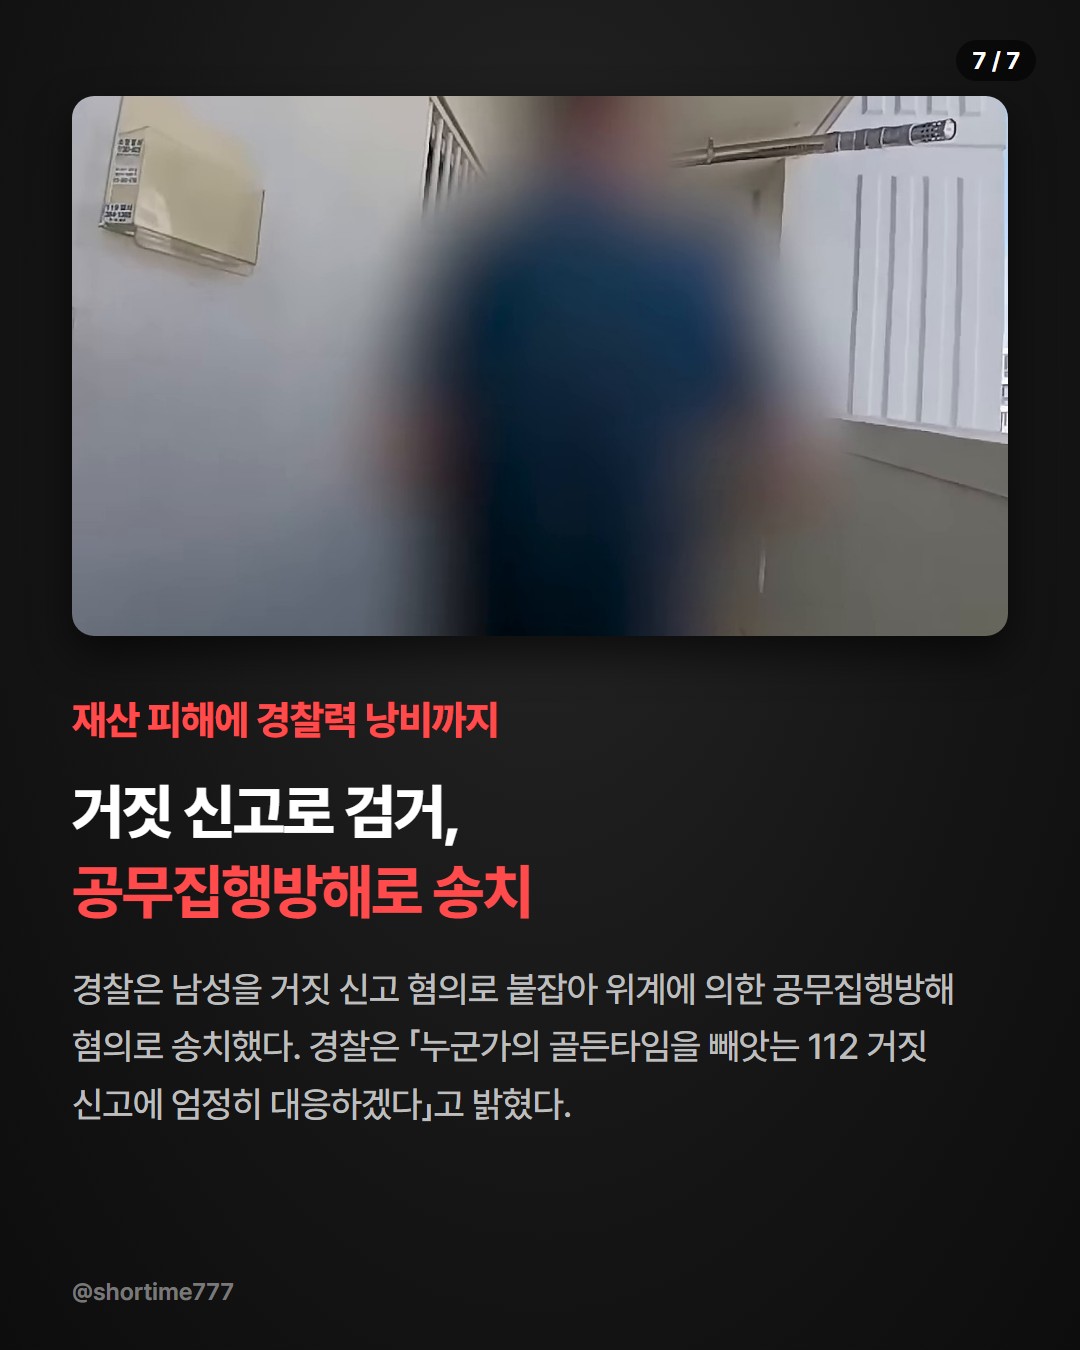 7 / 7
재산 피해에 경찰력 낭비까지
거짓 신고로 검거,
공무집행방해로 송치
경찰은 남성을 거짓 신고 혐의로 붙잡아 위계에 의한 공무집행방해
혐의로 송치했다. 경찰은 「누군가의 골든타임을 빼앗는 112 거짓
신고에 엄정히 대응하겠다」고 밝혔다.
@shortime777